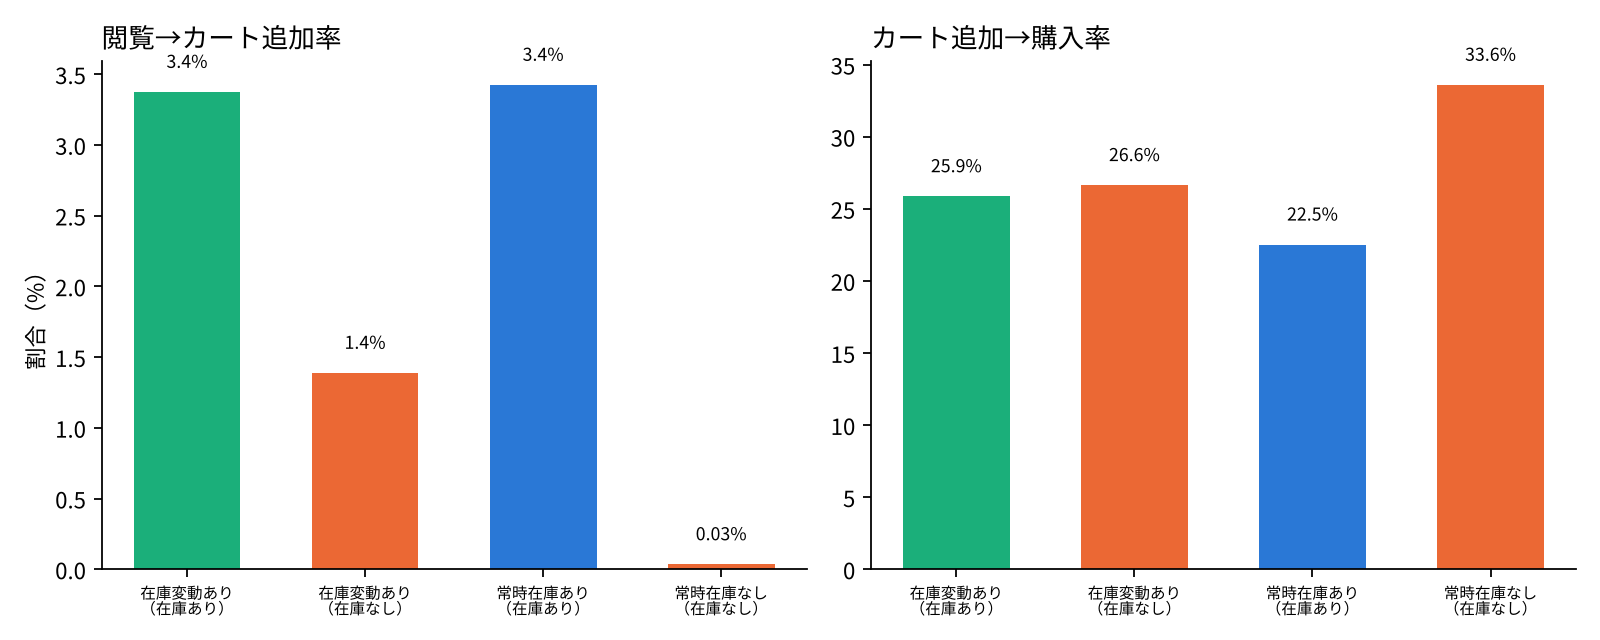 閲覧→カート追加率
割合（%）
3.5
3.0
2.5
2.0
1.5
1.0
0.5
0.0
3.4%
1.4%
3.4%
0.03%
在庫変動あり
（在庫あり）
在庫変動あり
（在庫なし）
常時在庫あり
（在庫あり）
常時在庫なし
（在庫なし）
カート追加→購入率
35
30
25
20
15
10
5
0
25.9%
26.6%
22.5%
33.6%
在庫変動あり
（在庫あり）
在庫変動あり
（在庫なし）
常時在庫あり
（在庫あり）
常時在庫なし
（在庫なし）